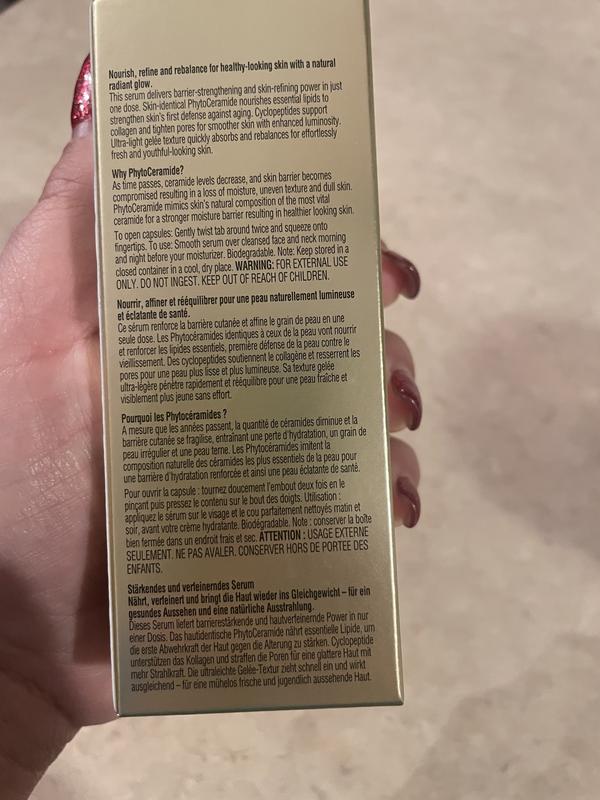 Nourish, refine and rebalance for healthy-looking skin with a natural
radiant glow.
This serum delivers barrier-strengthening and skin-refining power in just
one dose. Skin-identical PhytoCeramide nourishes essential lipids to
strengthen skin's first defense against aging. Cyclopeptides support
collagen and tighten pores for smoother skin with enhanced luminosity.
Ultra-light gelée texture quickly absorbs and rebalances for effortlessly
fresh and youthful-looking skin.
Why PhytoCeramide?
As time passes, ceramide levels decrease, and skin barrier becomes
compromised resulting in a loss of moisture, uneven texture and dull skin.
PhytoCeramide mimics skin's natural composition of the most vital
ceramide for a stronger moisture barrier resulting in healthier looking skin.
To open capsules: Gently twist tab around twice and squeeze onto
fingertips. To use: Smooth serum over cleansed face and neck morning
and night before your moisturizer. Biodegradable. Note: Keep stored in a
closed container in a cool, dry place. WARNING: FOR EXTERNAL USE
ONLY. DO NOT INGEST. KEEP OUT OF REACH OF CHILDREN.
Nourrir, affiner et rééquilibrer pour une peau naturellement lumineuse
et éclatante de santé.
Ce sérum renforce la barrière cutanée et affine le grain de peau en une
seule dose. Les Phytocéramides identiques à ceux de la peau vont nourrir
et renforcer les lipides essentiels, première défense de la peau contre le
vieillissement. Des cyclopeptides soutiennent le collagène et resserrent les
pores pour une peau plus lisse et plus lumineuse. Sa texture gelée
ultra-légère pénètre rapidement et rééquilibre pour une peau fraîche et
visiblement plus jeune sans effort.
Pourquoi les Phytocéramides ?
A mesure que les années passent, la quantité de céramides diminue et la
barrière cutanée se fragilise, entraînant une perte d'hydratation, un grain de
peau irrégulier et une peau terne. Les Phytocéramides imitent la
composition naturelle des céramides les plus essentiels de la peau pour
une barrière d'hydratation renforcée et ainsi une peau éclatante de santé.
Pour ouvrir la capsule : tournez doucement l'embout deux fois en le
pinçant puis pressez le contenu sur le bout des doigts. Utilisation :
appliquez le sérum sur le visage et le cou parfaitement nettoyés matin et
soir, avant votre crème hydratante. Biodégradable. Note : conserver la boîte
bien fermée dans un endroit frais et sec. ATTENTION : USAGE EXTERNE
SEULEMENT. NE PAS AVALER. CONSERVER HORS DE PORTEE DES
ENFANTS.
Stärkendes und verfeinerndes Serum
Nährt, verfeinert und bringt die Haut wieder ins Gleichgewicht – für ein
gesundes Aussehen und eine natürliche Ausstrahlung.
Dieses Serum liefert barrierestärkende und hautverfeinernde Power in nur
einer Dosis. Das hautidentische PhytoCeramide nährt essentielle Lipide, um
die erste Abwehrkraft der Haut gegen die Alterung zu stärken. Cyclopeptide
unterstützen das Kollagen und straffen die Poren für eine glattere Haut mit
mehr Strahlkraft. Die ultraleichte Gelée-Textur zieht schnell ein und wirkt
ausgleichend – für eine mühelos frische und jugendlich aussehende Haut.